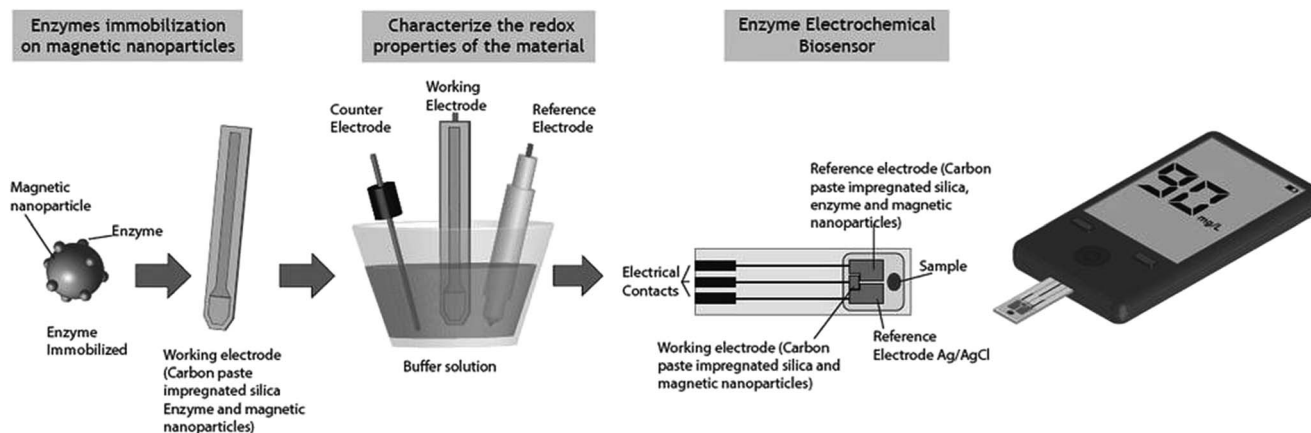 Enzymes immobilization
on magnetic nanoparticles
Characterize the redox
properties of the material
Enzyme Electrochemical
Biosensor
Magnetic
nanoparticle
Enzyme
Enzyme
Immobilized
Working electrode
(Carbon paste
impregnated silica
Enzyme and magnetic
nanoparticles)
Counter
Electrode
Working
Electrode
Reference
Electrode
Buffer solution
Reference electrode (Carbon
paste impregnated silica,
enzyme and magnetic
nanoparticles)
Electrical
Contacts
Sample
Working electrode (Carbon
paste impregnated silica and
magnetic nanoparticles)
Reference
Electrode Ag/AgCl
90
mg/L